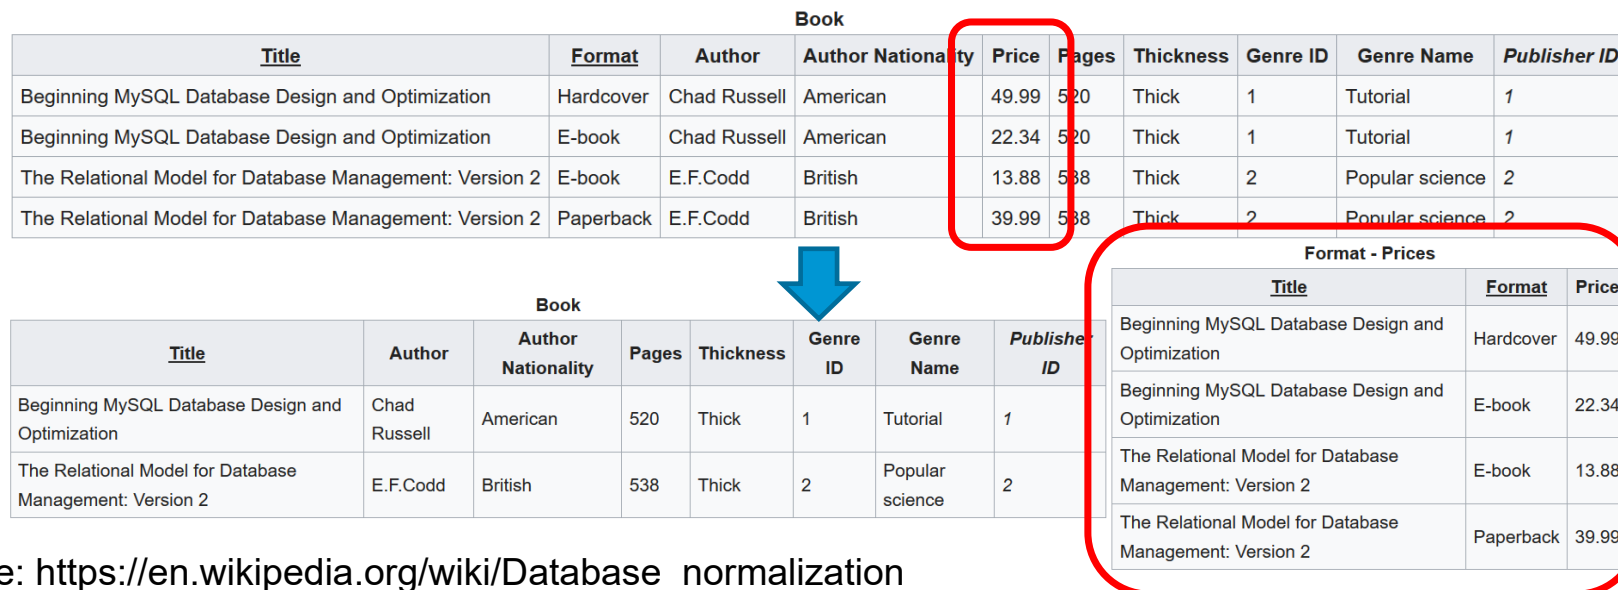 Book
Title Format Author Author Nationality Price Pages Thickness Genre ID Genre Name Publisher ID
Beginning MySQL Database Design and Optimization Hardcover Chad Russell American 49.99 520 Thick 1 Tutorial 1
Beginning MySQL Database Design and Optimization E-book Chad Russell American 22.34 520 Thick 1 Tutorial 1
The Relational Model for Database Management: Version 2 E-book E.F.Codd British 13.88 538 Thick 2 Popular science 2
The Relational Model for Database Management: Version 2 Paperback E.F.Codd British 39.99 538 Thick 2 Popular science 2
Book
Title Author Author Nationality Pages Thickness Genre ID Genre Name Publisher ID
Beginning MySQL Database Design and Optimization Chad Russell American 520 Thick 1 Tutorial 1
The Relational Model for Database Management: Version 2 E.F.Codd British 538 Thick 2 Popular science 2
Format - Prices
Title Format Price
Beginning MySQL Database Design and Optimization Hardcover 49.99
Beginning MySQL Database Design and Optimization E-book 22.34
The Relational Model for Database Management: Version 2 E-book 13.88
The Relational Model for Database Management: Version 2 Paperback 39.99
e: https://en.wikipedia.org/wiki/Database_normalization